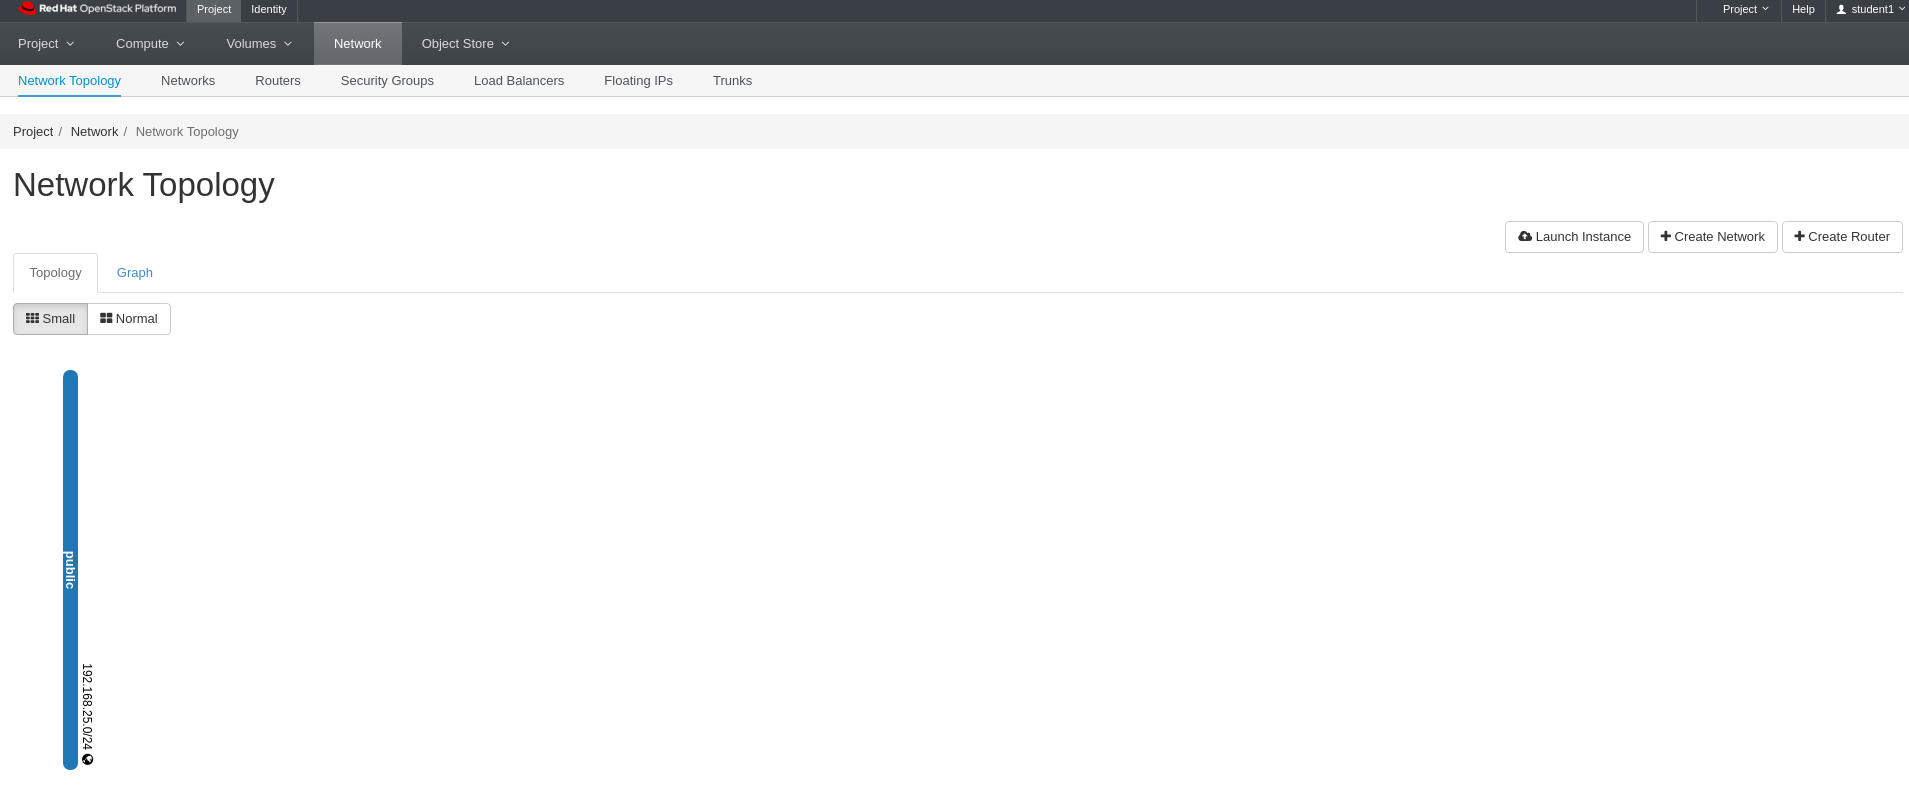 Red Hat OpenStack Platform Project Identity Project Help student1
Project Compute Volumes Network Object Store
Network Topology Networks Routers Security Groups Load Balancers Floating IPs Trunks
Project / Network / Network Topology
Network Topology
Launch Instance Create Network Create Router
Topology Graph
Small Normal
public
192.168.25.0/24